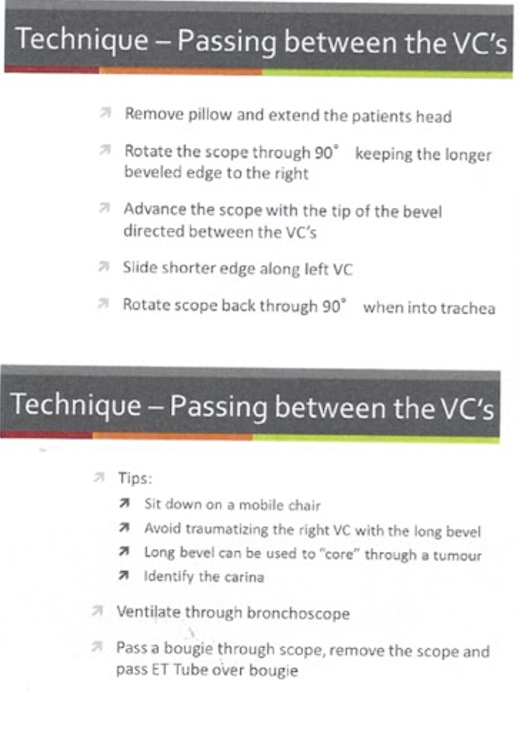 Technique – Passing between the VC's
Remove pillow and extend the patients head
Rotate the scope through 90° keeping the longer
beveled edge to the right
Advance the scope with the tip of the bevel
directed between the VC's
Slide shorter edge along left VC
Rotate scope back through 90° when into trachea
Technique – Passing between the VC's
Tips:
Sit down on a mobile chair
Avoid traumatizing the right VC with the long bevel
Long bevel can be used to "core" through a tumour
Identify the carina
Ventilate through bronchoscope
Pass a bougie through scope, remove the scope and
pass ET Tube over bougie